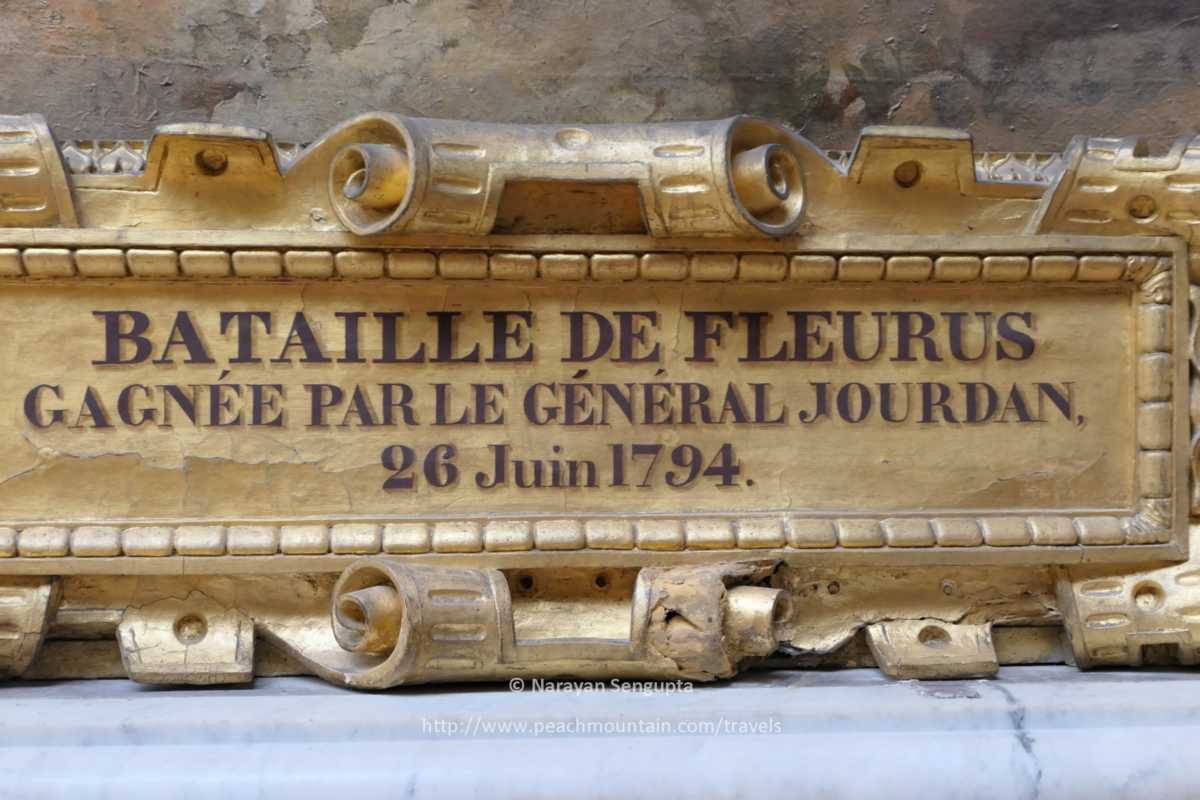 BATAILLE DE FLEURUS
GAGNÉE PAR LE GÉNÉRAL JOURDAN,
26 Juin 1794.
© Narayan Sengupta
http://www.peachmountain.com/travels